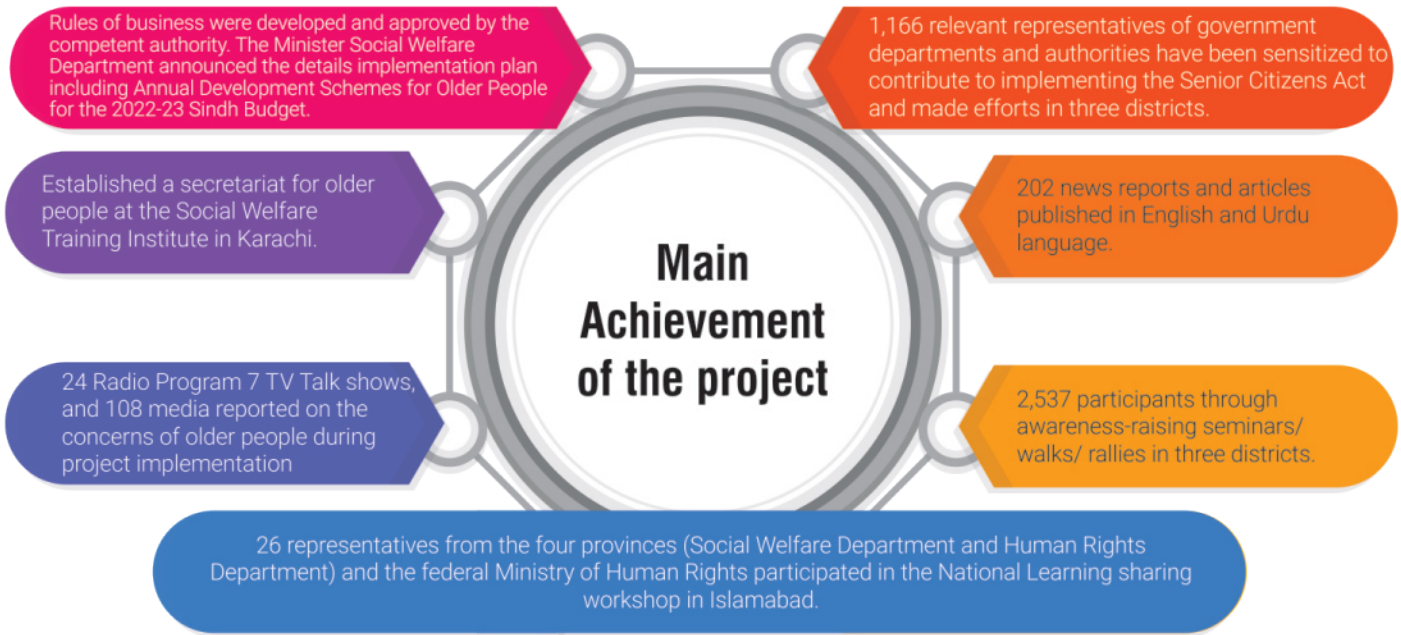 Rules of business were developed and approved by the
competent authority. The Minister Social Welfare
Department announced the details implementation plan
including Annual Development Schemes for Older People
for the 2022-23 Sindh Budget.
1,166 relevant representatives of government
departments and authorities have been sensitized to
contribute to implementing the Senior Citizens Act
and made efforts in three districts.
Established a secretariat for older
people at the Social Welfare
Training Institute in Karachi.
202 news reports and articles
published in English and Urdu
language.
Main
Achievement
of the project
24 Radio Program 7 TV Talk shows,
and 108 media reported on the
concerns of older people during
project implementation
2,537 participants through
awareness-raising seminars/
walks/ rallies in three districts.
26 representatives from the four provinces (Social Welfare Department and Human Rights
Department) and the federal Ministry of Human Rights participated in the National Learning sharing
workshop in Islamabad.